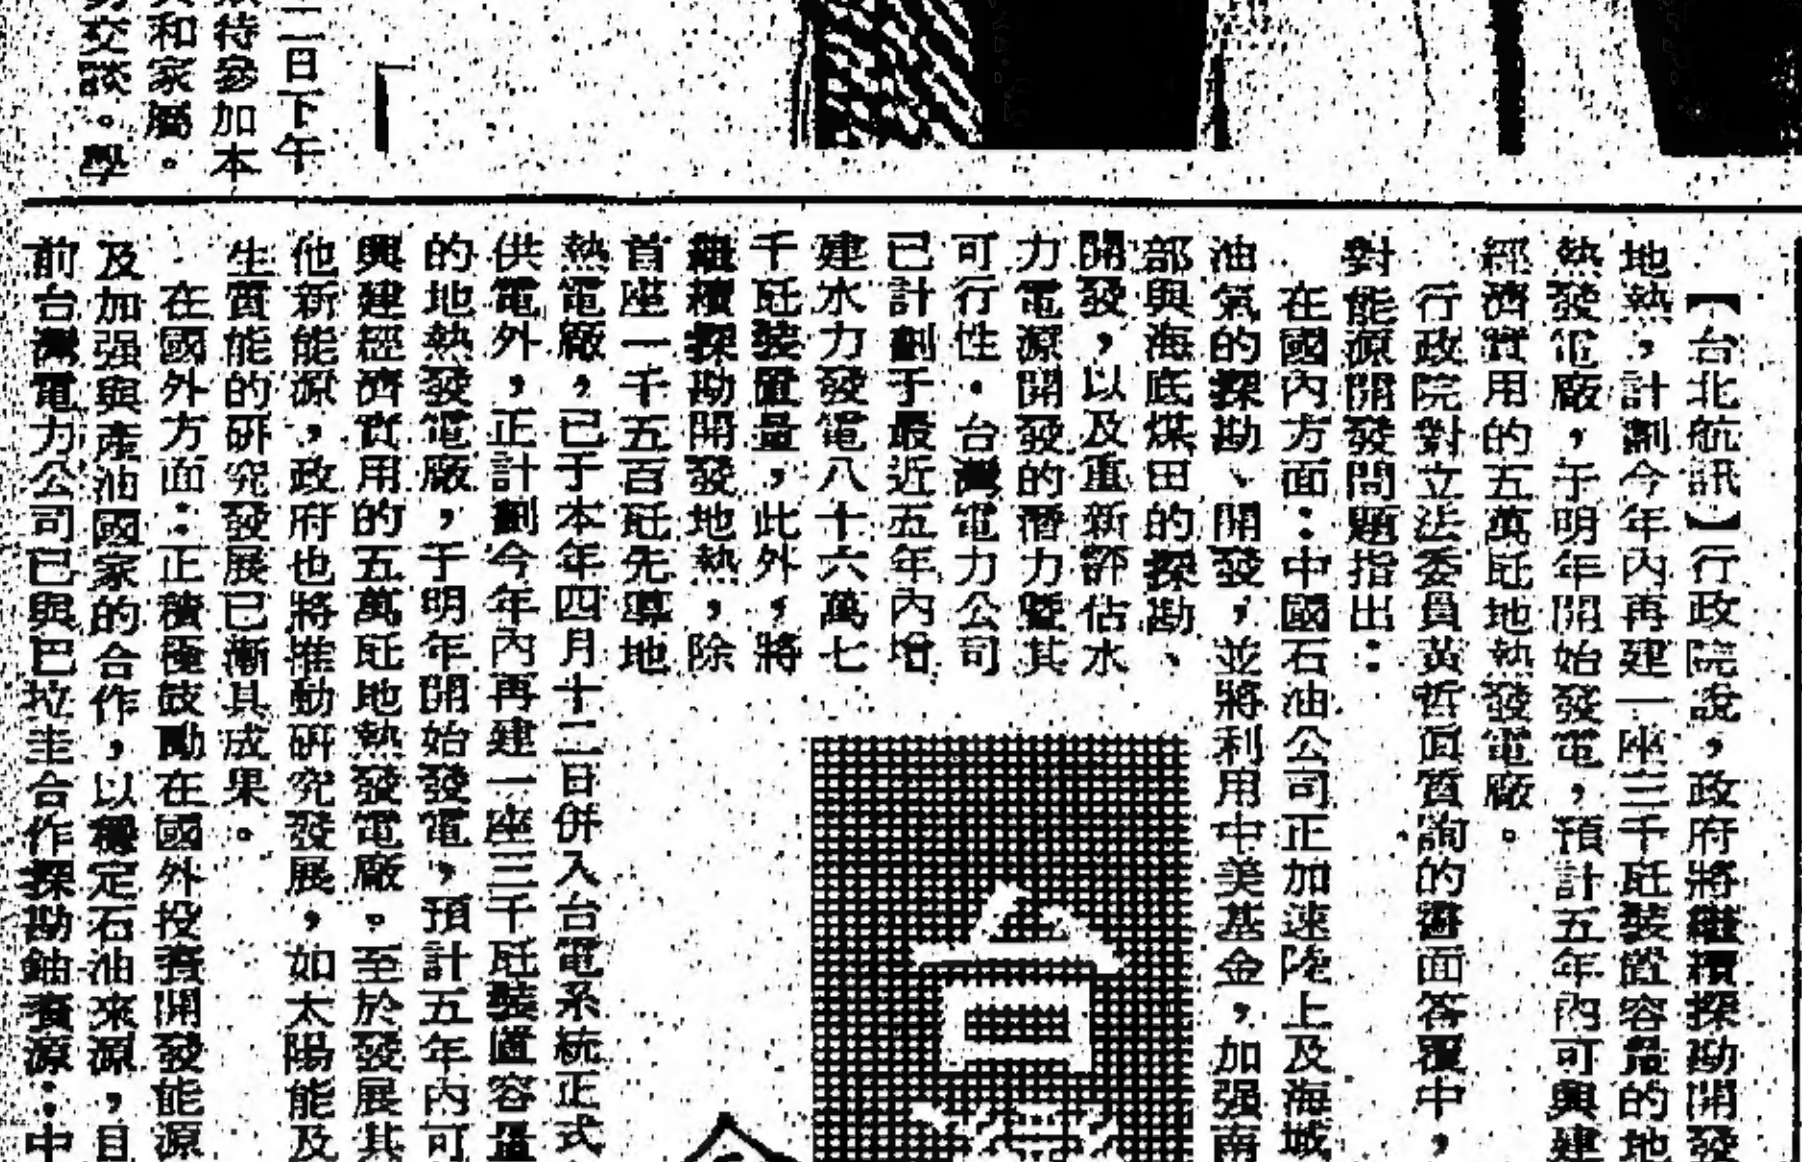 二日下午
待參加本
和家屬。
交談。學
【台北航訊】行政院說，政府將繼續探勘開發
地熱，計劃今年內再建一座三千瓩裝置容量的地
熱發電廠，于明年開始發電，預計五年內可興建
經濟實用的五萬瓩地熱發電廠。
行政院對立法委員黃哲眞質詢的書面答覆中，
對能源開發問題指出：
在國內方面：中國石油公司正加速陸上及海域
油氣的探勘、開發，並將利用中美基金，加强南
部與海底煤田的探勘、
開發，以及重新評估水
力電源開發的潛力暨其
可行性。台灣電力公司
已計劃于最近五年內增
建水力發電八十六萬七
千瓩裝置量，此外，將
繼續探勘開發地熱，除
首座一千五百瓩先導地
熱電廠，已于本年四月十二日併入台電系統正式
供電外，正計劃今年內再建一座三千瓩裝置容量
的地熱發電廠，于明年開始發電，預計五年內可
興建經濟實用的五萬瓩地熱發電廠。至於發展其
他新能源，政府也將推動研究發展，如太陽能及
生質能的研究發展已漸具成果。
在國外方面：正積極鼓勵在國外投資開發能源
及加强與產油國家的合作，以穩定石油來源，目
前台灣電力公司已與巴拉圭合作探勘鈾資源：中
台